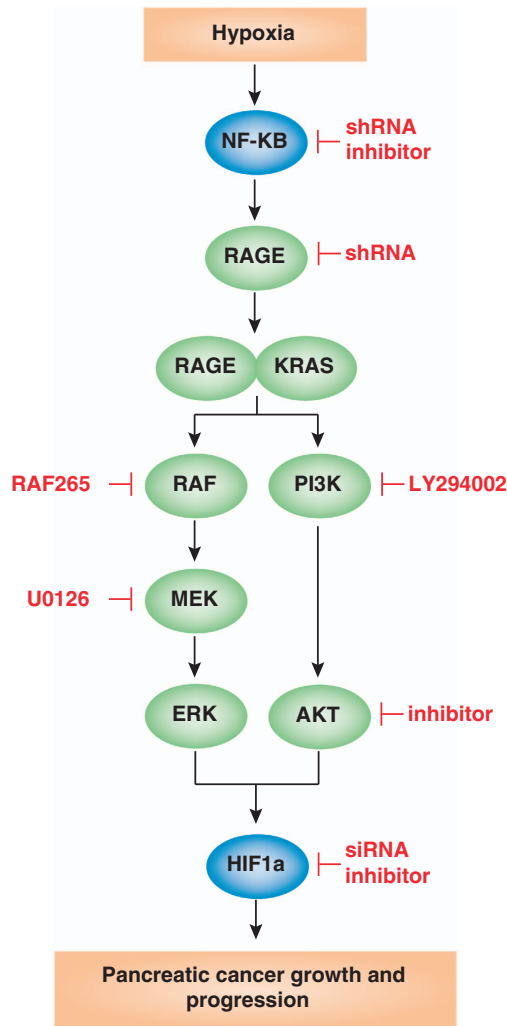 Hypoxia
NF-KB
shRNA
inhibitor
RAGE
shRNA
RAGE
KRAS
RAF265
RAF
PI3K
LY294002
U0126
MEK
ERK
AKT
inhibitor
HIF1a
siRNA
inhibitor
Pancreatic cancer growth and
progression